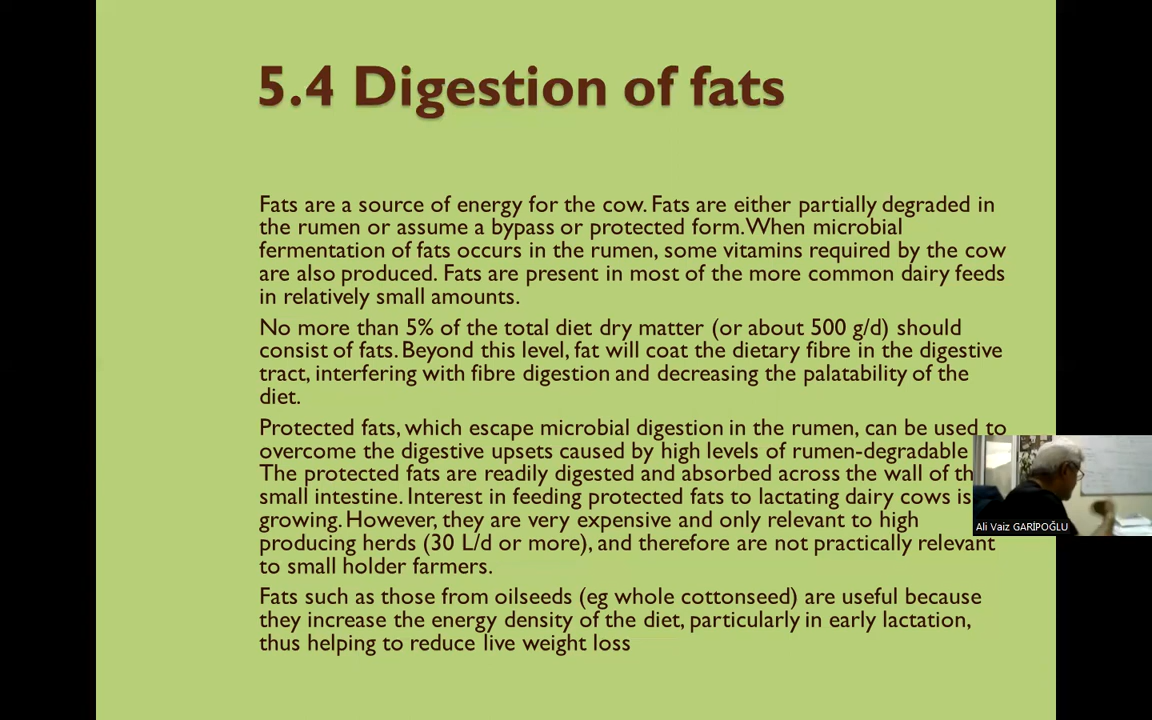 5.4 Digestion of fats
Fats are a source of energy for the cow. Fats are either partially degraded in
the rumen or assume a bypass or protected form. When microbial
fermentation of fats occurs in the rumen, some vitamins required by the cow
are also produced. Fats are present in most of the more common dairy feeds
in relatively small amounts.
No more than 5% of the total diet dry matter (or about 500 g/d) should
consist of fats. Beyond this level, fat will coat the dietary fibre in the digestive
tract, interfering with fibre digestion and decreasing the palatability of the
diet.
Protected fats, which escape microbial digestion in the rumen, can be used to
overcome the digestive upsets caused by high levels of rumen-degradable
The protected fats are readily digested and absorbed across the wall of th
small intestine. Interest in feeding protected fats to lactating dairy cows is
growing. However, they are very expensive and only relevant to high
producing herds (30 L/d or more), and therefore are not practically relevant
to small holder farmers.
Fats such as those from oilseeds (eg whole cottonseed) are useful because
they increase the energy density of the diet, particularly in early lactation,
thus helping to reduce live weight loss
Ali Vaiz GARİPOĞLU